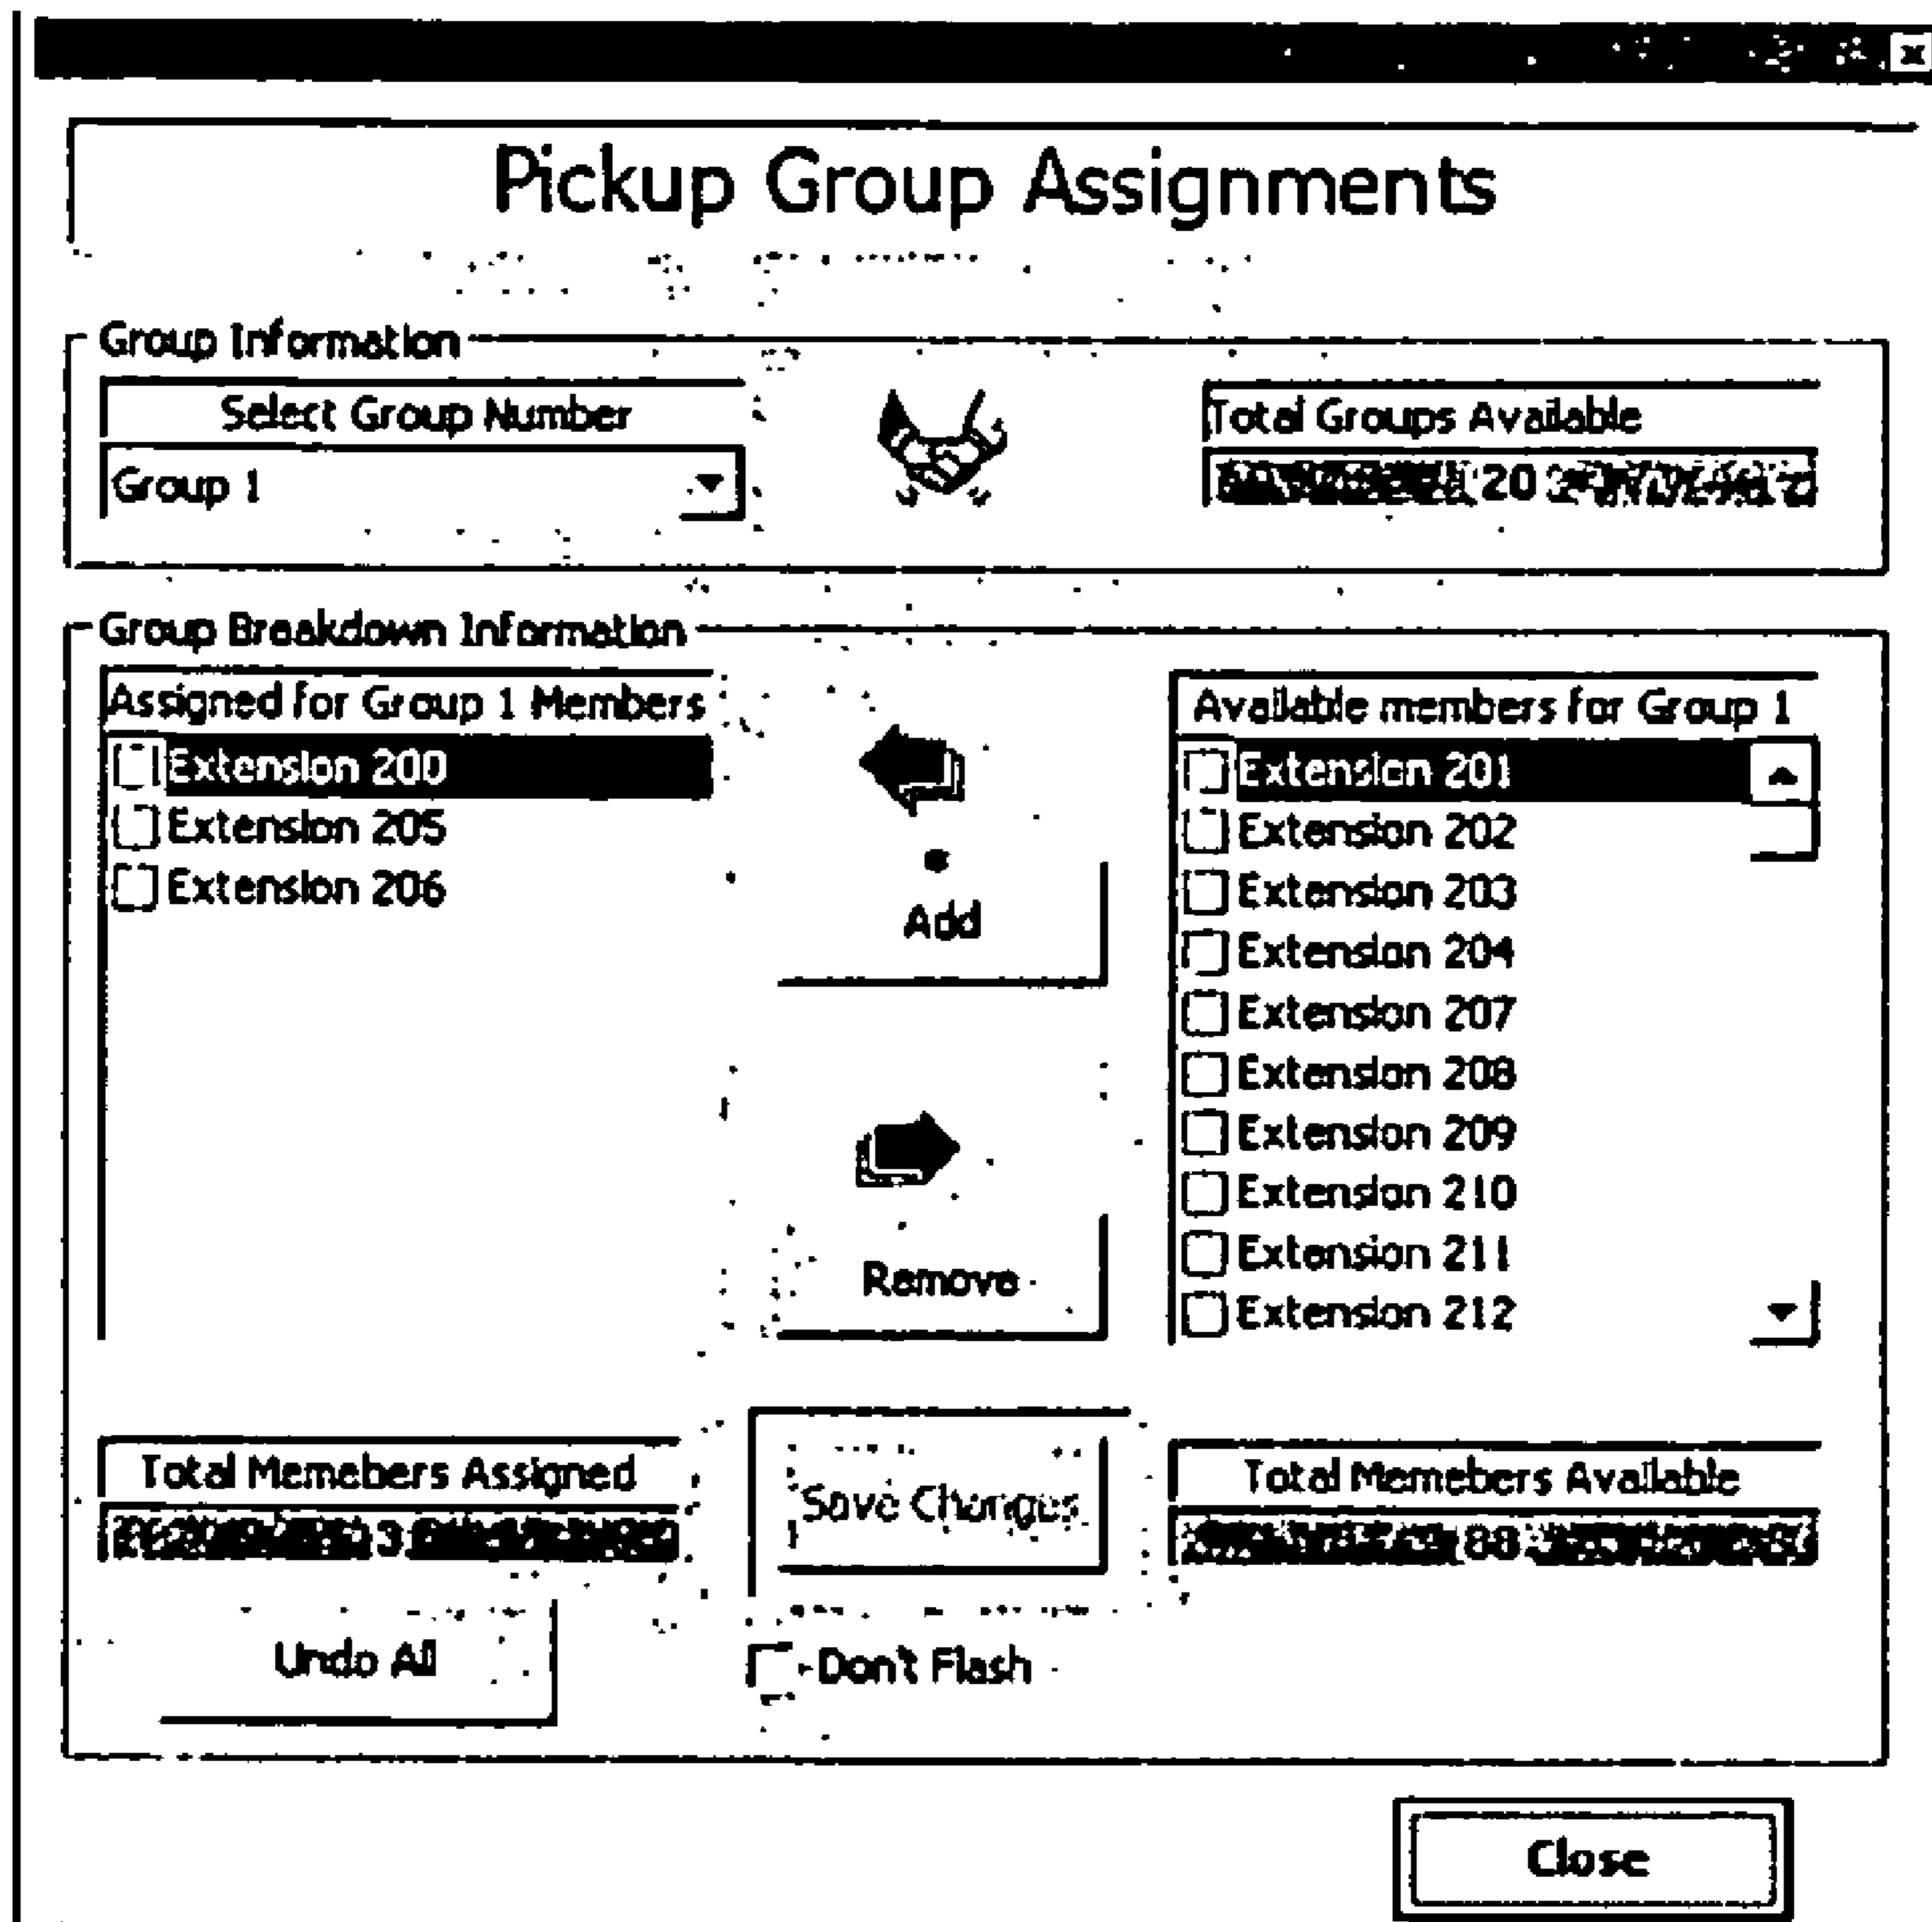 Pickup Group Assignments
Group Information
Select Group Number
Total Groups Available
Group 1
20
Group Breakdown Information
Assigned for Group 1 Members
Available members for Group 1
Extension 200
Extension 205
Extension 206
Add
Remove
Extension 201
Extension 202
Extension 203
Extension 204
Extension 207
Extension 208
Extension 209
Extension 210
Extension 211
Extension 212
Total Memebers Assigned
Save Changes
Total Memebers Available
3
88
Undo All
Don't Flash
Close